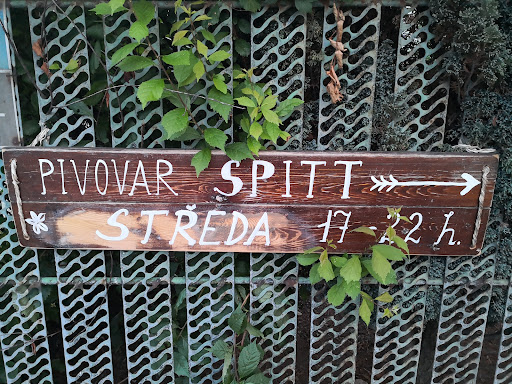 PIVOVAR SPITT
STŘEDA 17 22 h.